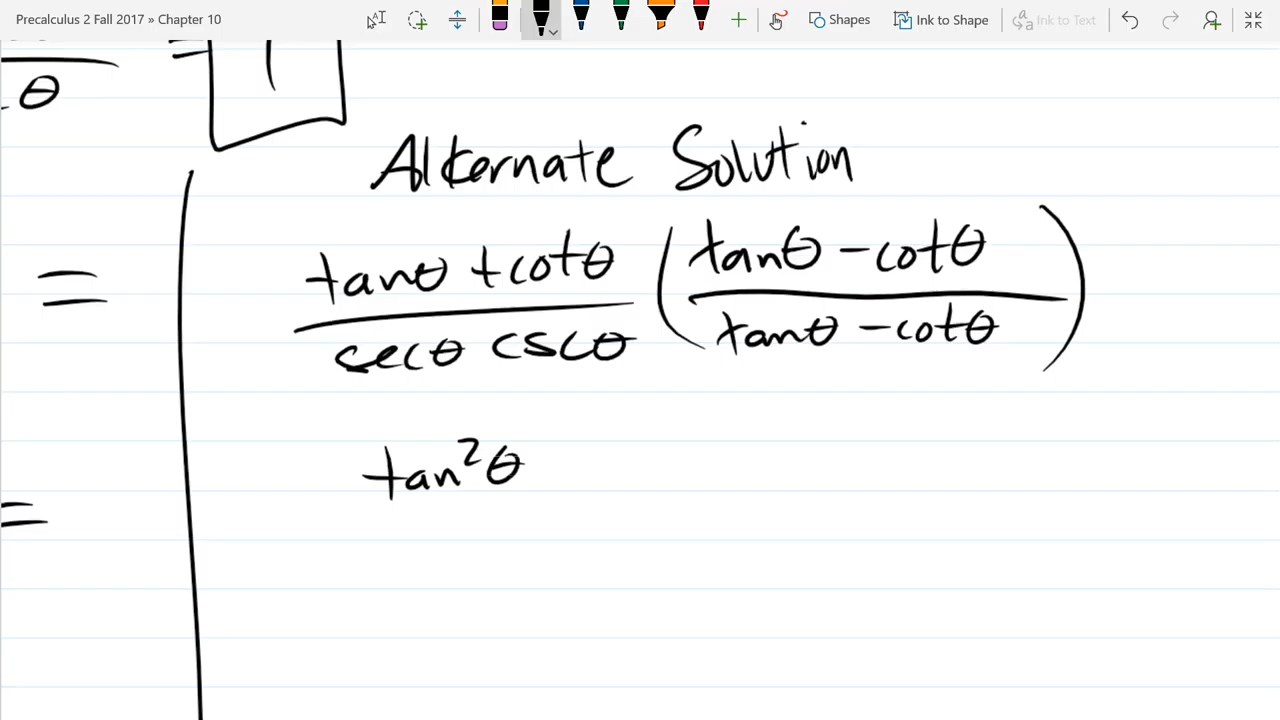 Precalculus 2 Fall 2017 » Chapter 10 Shapes Ink to Shape Ink to Text
θ = 1
Alternate Solution
= tanθ + cotθ / secθ cscθ ( tanθ - cotθ / tanθ - cotθ )
tan²θ
=